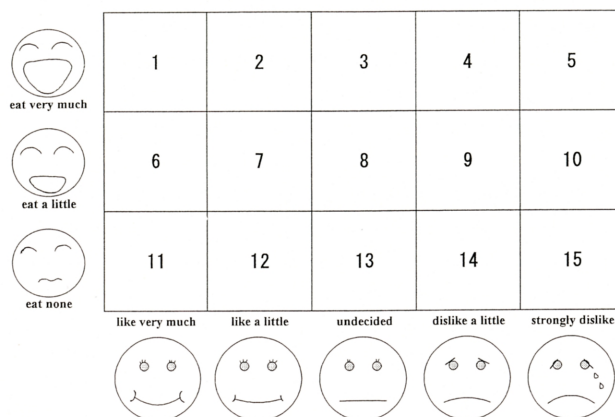 1 2 3 4 5
eat very much
6 7 8 9 10
eat a little
11 12 13 14 15
eat none
like very much like a little undecided dislike a little strongly dislike